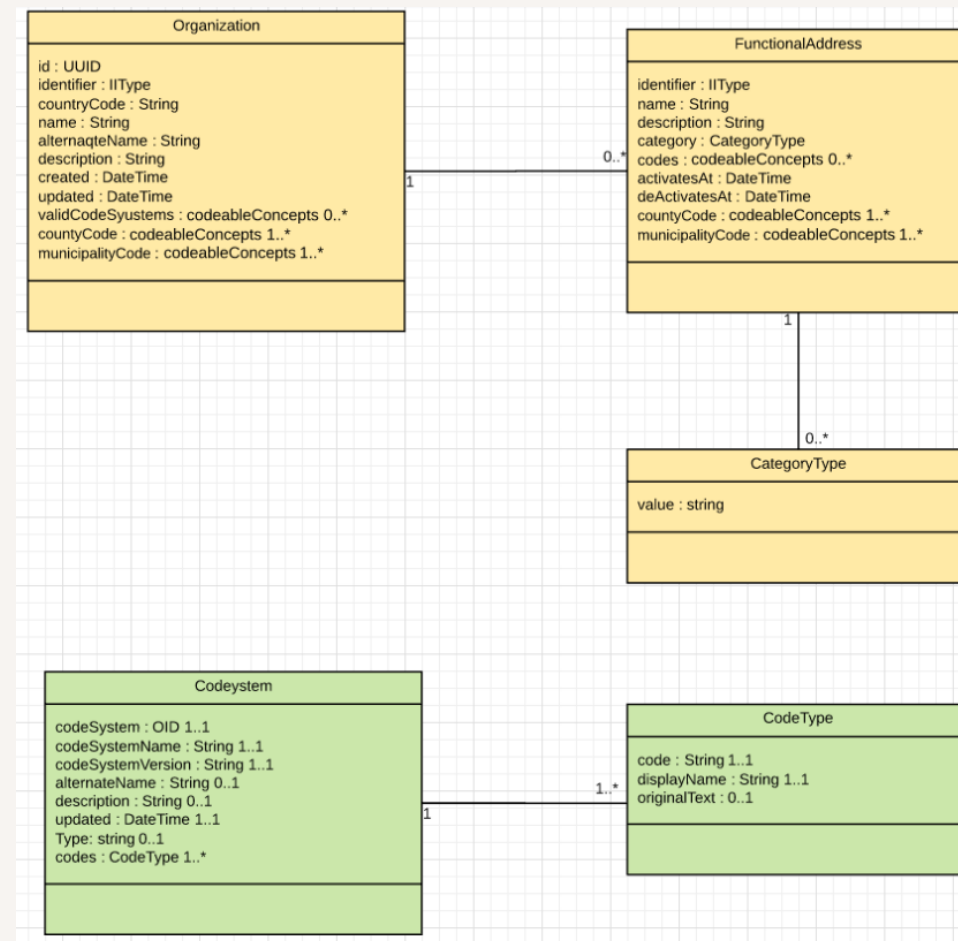 Organization
id : UUID
identifier : IIType
countryCode : String
name : String
alternaqteName : String
description : String
created : DateTime
updated : DateTime
validCodeSyustems : codeableConcepts 0..*
countyCode : codeableConcepts 1..*
municipalityCode : codeableConcepts 1..*
1
0..*
FunctionalAddress
identifier : IIType
name : String
description : String
category : CategoryType
codes : codeableConcepts 0..*
activatesAt : DateTime
deActivatesAt : DateTime
countyCode : codeableConcepts 1..*
municipalityCode : codeableConcepts 1..*
1
0..*
CategoryType
value : string
Codeystem
codeSystem : OID 1..1
codeSystemName : String 1..1
codeSystemVersion : String 1..1
alternateName : String 0..1
description : String 0..1
updated : DateTime 1..1
Type: string 0..1
codes : CodeType 1..*
1
1..*
CodeType
code : String 1..1
displayName : String 1..1
originalText : 0..1